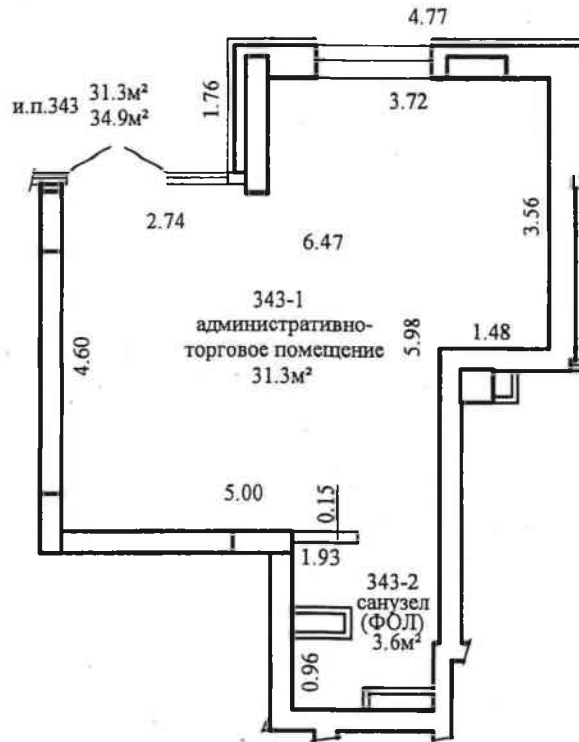 4.77
1.76
3.72
и.п.343 31.3м²
34.9м²
2.74
3.56
6.47
343-1
административно-
торговое помещение
31.3м²
4.60
5.98
1.48
5.00
0.15
1.93
343-2
санузел
(ФОЛ)
3.6м²
0.96